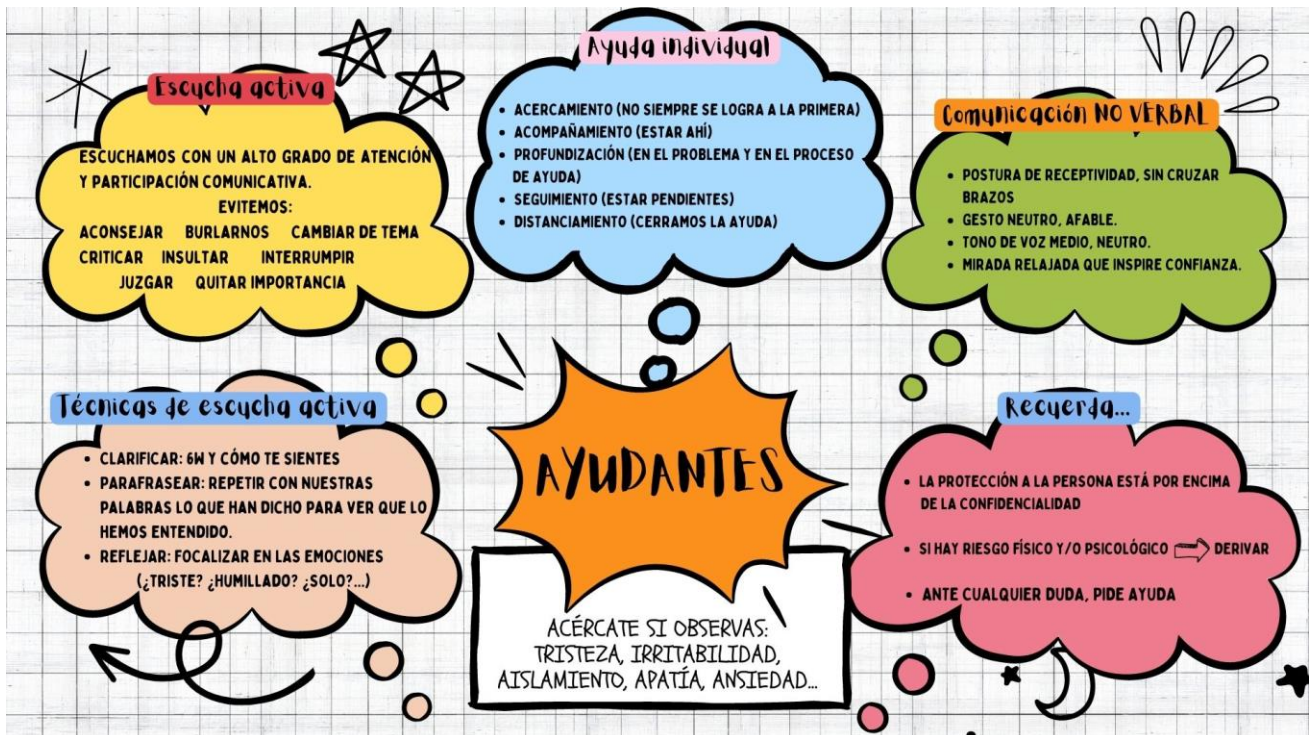 Escucha activa
ESCUCHAMOS CON UN ALTO GRADO DE ATENCIÓN
Y PARTICIPACIÓN COMUNICATIVA.
EVITEMOS:
ACONSEJAR BURLARNOS CAMBIAR DE TEMA
CRITICAR INSULTAR INTERRUMPIR
JUZGAR QUITAR IMPORTANCIA
Ayuda individual
• ACERCAMIENTO (NO SIEMPRE SE LOGRA A LA PRIMERA)
• ACOMPAÑAMIENTO (ESTAR AHÍ)
• PROFUNDIZACIÓN (EN EL PROBLEMA Y EN EL PROCESO
DE AYUDA)
• SEGUIMIENTO (ESTAR PENDIENTES)
• DISTANCIAMIENTO (CERRAMOS LA AYUDA)
Comunicación NO VERBAL
• POSTURA DE RECEPTIVIDAD, SIN CRUZAR
BRAZOS
• GESTO NEUTRO, AFABLE.
• TONO DE VOZ MEDIO, NEUTRO.
• MIRADA RELAJADA QUE INSPIRE CONFIANZA.
Técnicas de escucha activa
• CLARIFICAR: 6W Y CÓMO TE SIENTES
• PARAFRASEAR: REPETIR CON NUESTRAS
PALABRAS LO QUE HAN DICHO PARA VER QUE LO
HEMOS ENTENDIDO.
• REFLEJAR: FOCALIZAR EN LAS EMOCIONES
(¿TRISTE? ¿HUMILLADO? ¿SOLO?...)
AYUDANTES
ACÉRCATE SI OBSERVAS:
TRISTEZA, IRRITABILIDAD,
AISLAMIENTO, APATÍA, ANSIEDAD...
Recuerda...
• LA PROTECCIÓN A LA PERSONA ESTÁ POR ENCIMA
DE LA CONFIDENCIALIDAD
• SI HAY RIESGO FÍSICO Y/O PSICOLÓGICO DERIVAR
• ANTE CUALQUIER DUDA, PIDE AYUDA